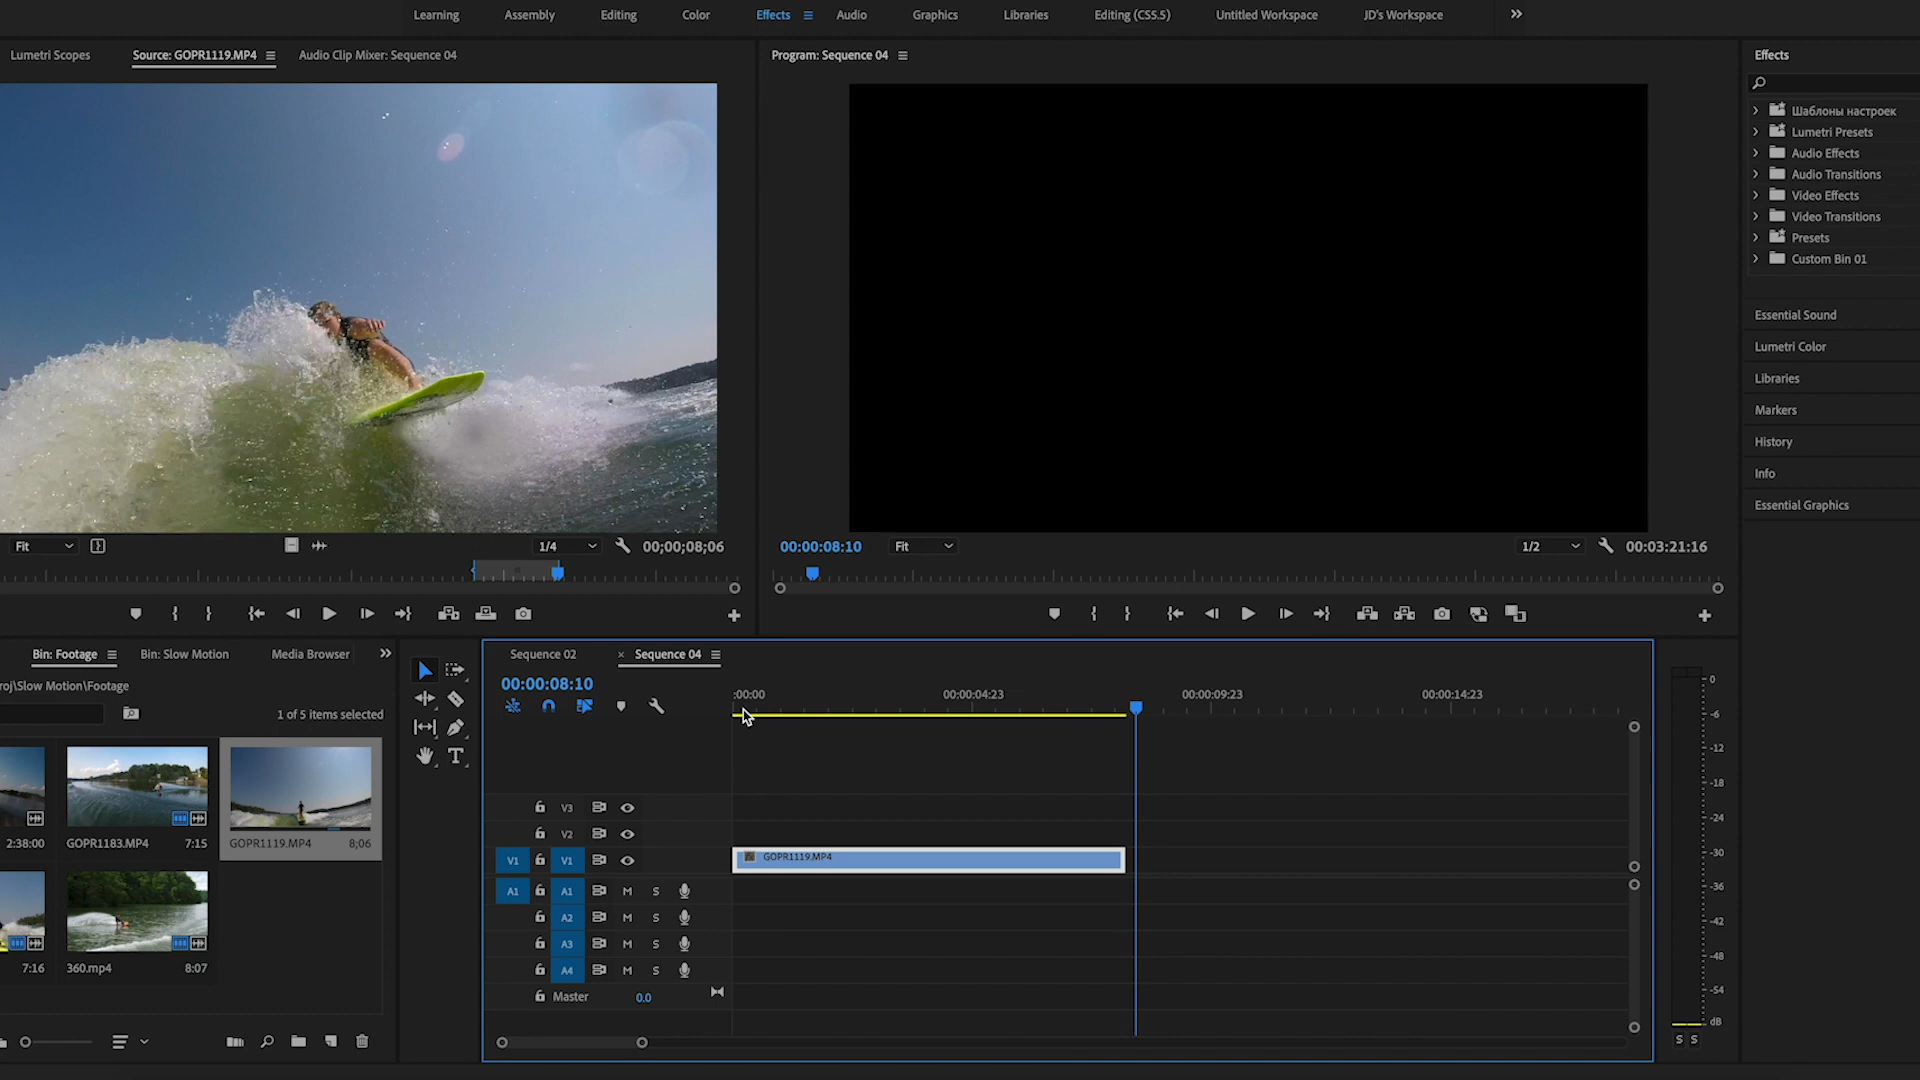 Learning Assembly Editing Color Effects Audio Graphics Libraries Editing (CS5.5) Untitled Workspace JD's Workspace
Lumetri Scopes Source: GOPR1119.MP4 Audio Clip Mixer: Sequence 04
Program: Sequence 04
Effects
Шаблоны настроек
Lumetri Presets
Audio Effects
Audio Transitions
Video Effects
Video Transitions
Presets
Custom Bin 01
Essential Sound
Lumetri Color
Libraries
Markers
History
Info
Essential Graphics
Fit 1/4 00;00;08;06
00:00:08:10 Fit 1/2 00:03:21:16
Bin: Footage Bin: Slow Motion Media Browser
roj\Slow Motion\Footage
1 of 5 items selected
2:38:00 GOPR1183.MP4 7:15 GOPR1119.MP4 8;06
7:16 360.mp4 8:07
T
Sequence 02 × Sequence 04
00:00:08:10
:00:00 00:00:04:23 00:00:09:23 00:00:14:23
V3
V2
V1 V1 GOPR1119.MP4
A1 A1 M S
A2 M S
A3 M S
A4 M S
Master 0.0
0
-6
-12
-18
-24
-30
-36
-42
-48
-54
dB
S S